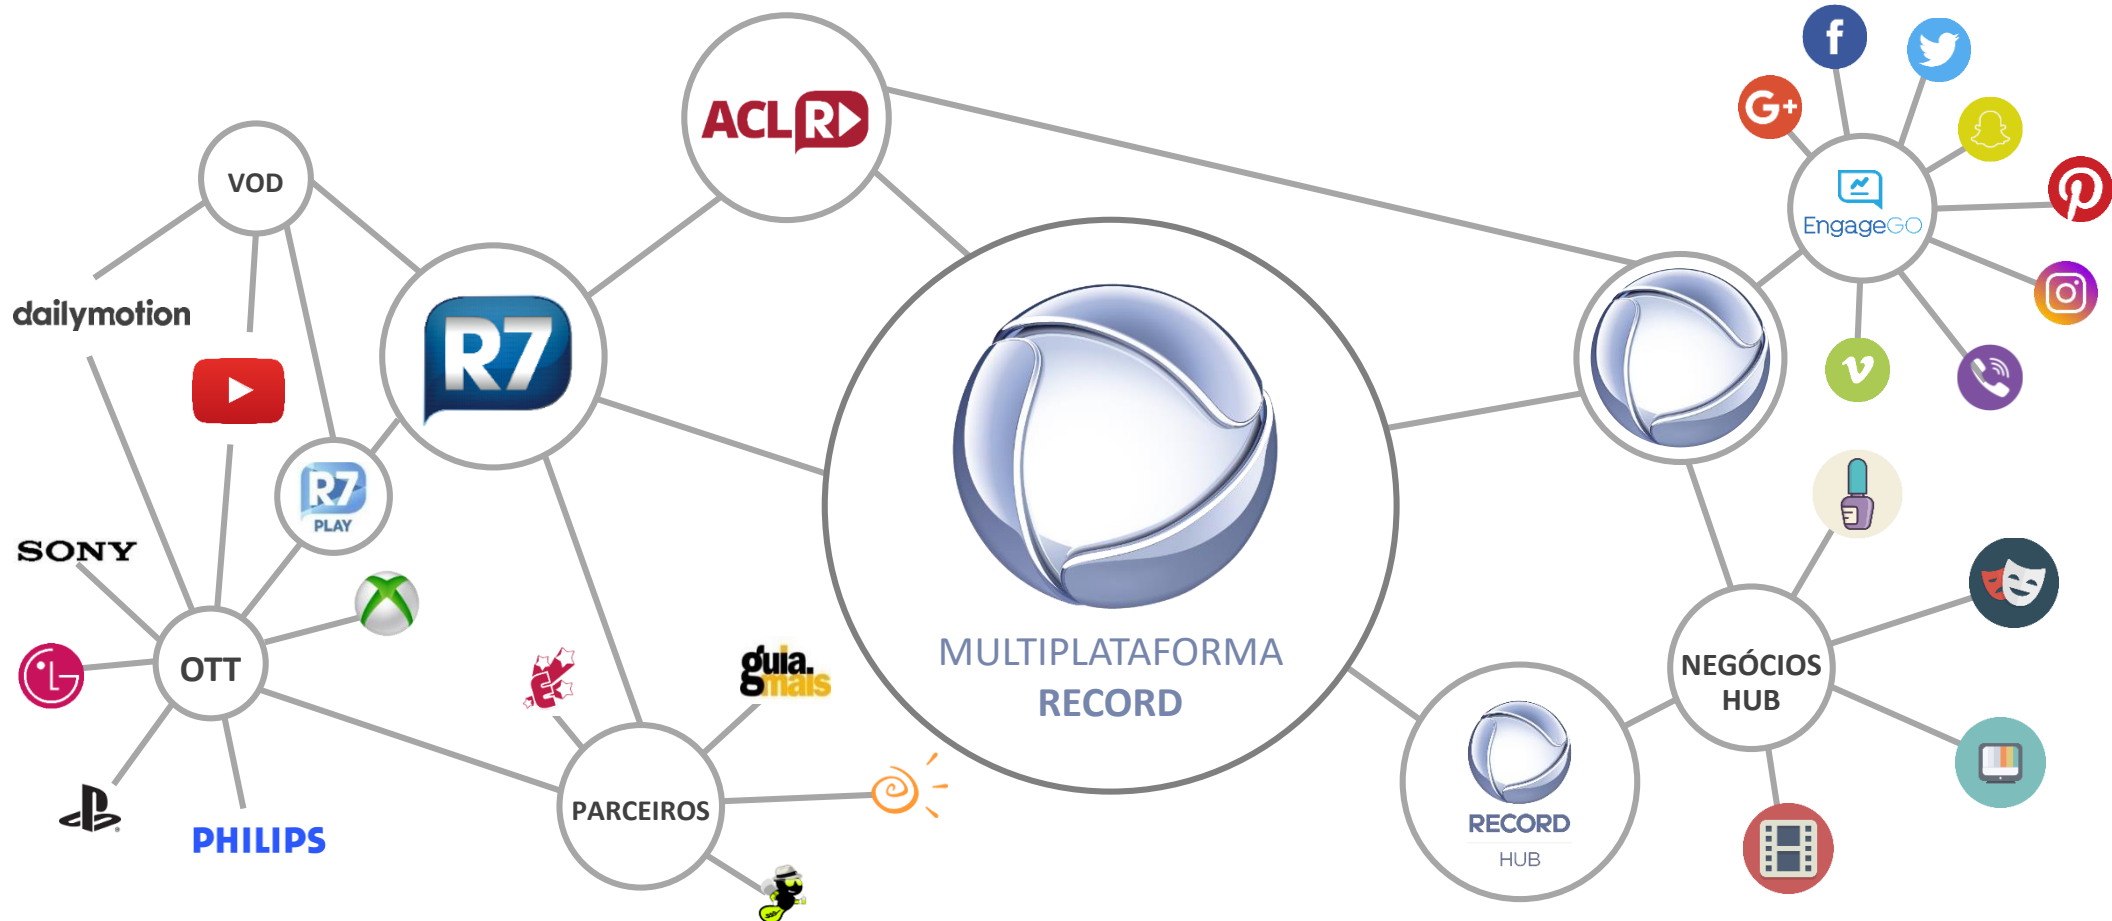 ACLR
VOD
G+
EngageGO
dailymotion
R7
R7
PLAY
SONY
OTT
LG
guia.
mais
MULTIPLATAFORMA
RECORD
NEGÓCIOS
HUB
PARCEIROS
PHILIPS
RECORD
HUB